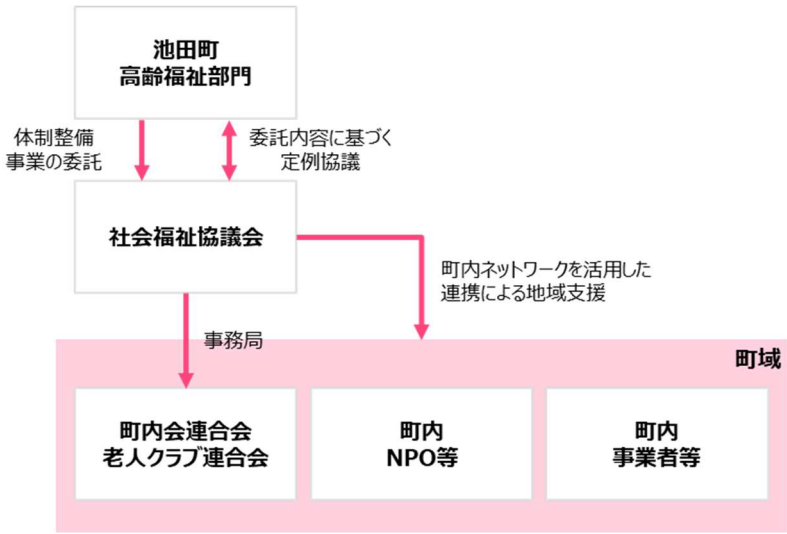 池田町
高齢福祉部門
体制整備
事業の委託
委託内容に基づく
定例協議
社会福祉協議会
町内ネットワークを活用した
連携による地域支援
事務局
町域
町内会連合会
老人クラブ連合会
町内
NPO等
町内
事業者等